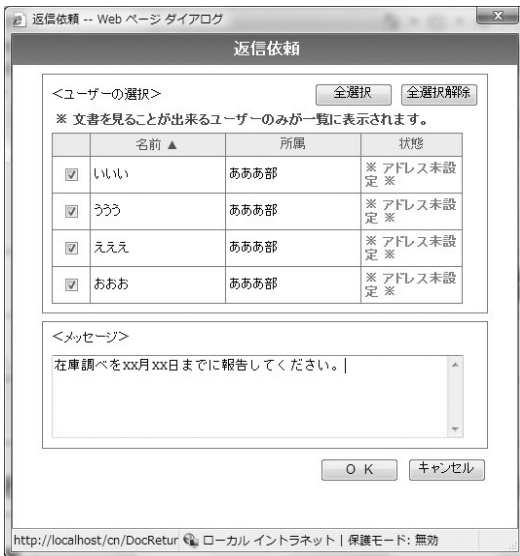 返信依頼 -- Web ページ ダイアログ
返信依頼
<ユーザーの選択>
全選択
全選択解除
※ 文書を見ることが出来るユーザーのみが一覧に表示されます。
名前 ▲ 所属 状態
いいい あああ部 ※ アドレス未設定 ※
ううう あああ部 ※ アドレス未設定 ※
えええ あああ部 ※ アドレス未設定 ※
おおお あああ部 ※ アドレス未設定 ※
<メッセージ>
在庫調べをxx月xx日までに報告してください。
OK
キャンセル
http://localhost/cn/DocRetur ローカル イントラネット | 保護モード: 無効